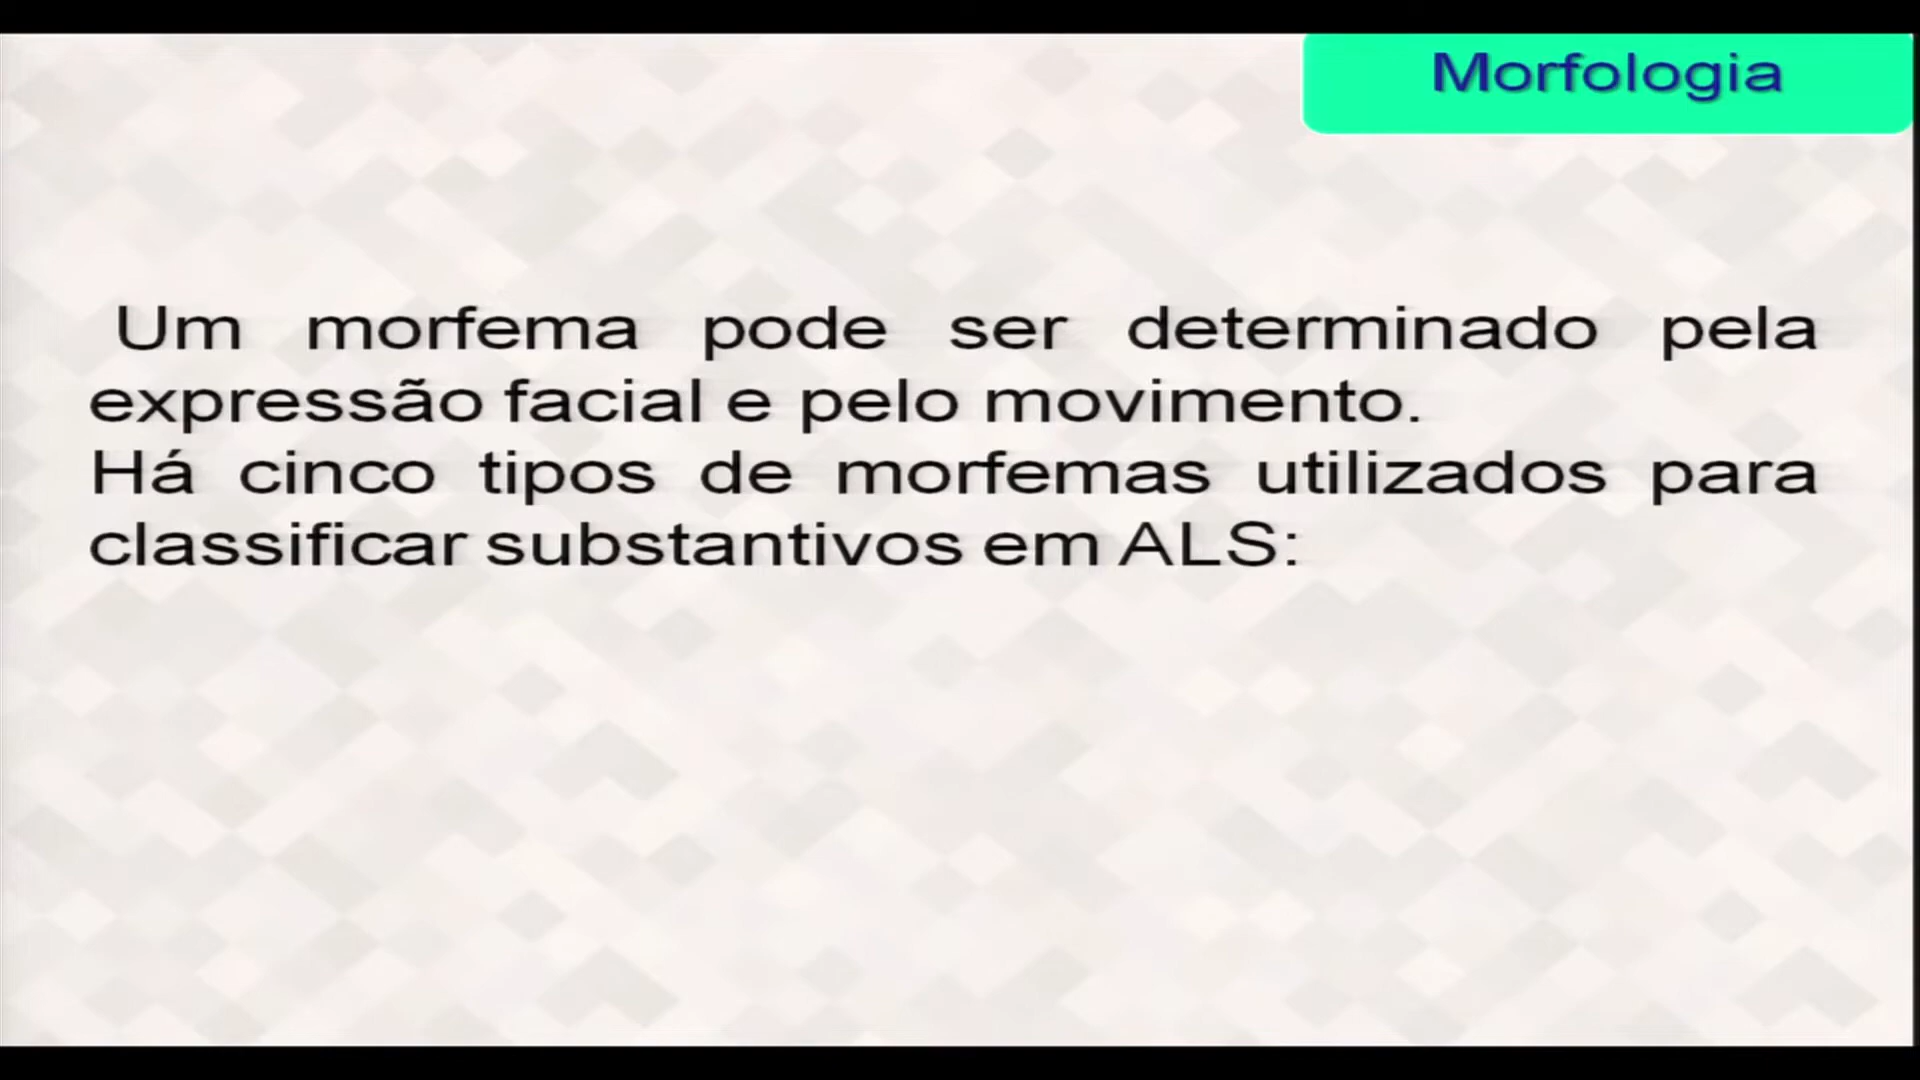 Morfologia
Um morfema pode ser determinado pela
expressão facial e pelo movimento.
Há cinco tipos de morfemas utilizados para
classificar substantivos em ALS: